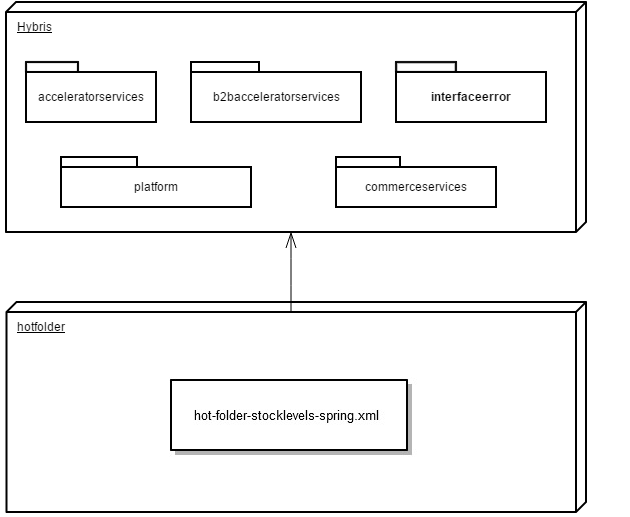 Hybris
acceleratorservices
b2bacceleratorservices
interfaceerror
platform
commerceservices
hotfolder
hot-folder-stocklevels-spring.xml